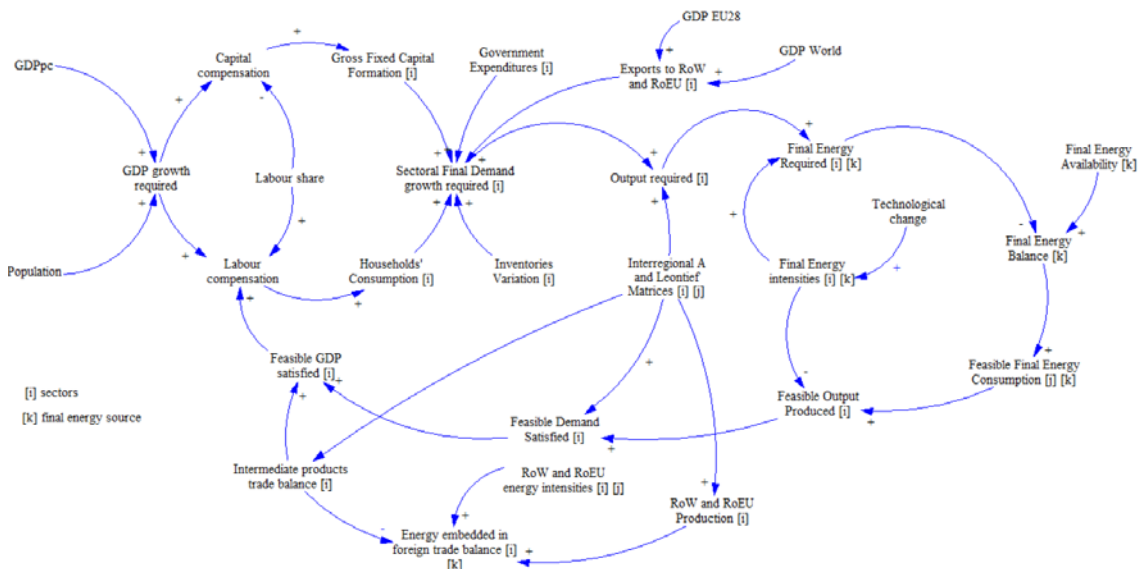 GDP EU28
GDPpc
Capital
compensation
Gross Fixed Capital
Formation [i]
Government
Expenditures [i]
Exports to RoW
and RoEU [i]
GDP World
GDP growth
required
Labour share
Sectoral Final Demand
growth required [i]
Output required [i]
Final Energy
Required [i] [k]
Final Energy
Availability [k]
Technological
change
Population
Labour
compensation
Households'
Consumption [i]
Inventories
Variation [i]
Interregional A
and Leontief
Matrices [i] [j]
Final Energy
intensities [i] [k]
Final Energy
Balance [k]
Feasible GDP
satisfied [i]
Feasible Final Energy
Consumption [j] [k]
[i] sectors
[k] final energy source
Feasible Output
Produced [i]
Feasible Demand
Satisfied [i]
Intermediate products
trade balance [i]
RoW and RoEU
energy intensities [i] [j]
RoW and RoEU
Production [i]
Energy embedded in
foreign trade balance [i]
[k]